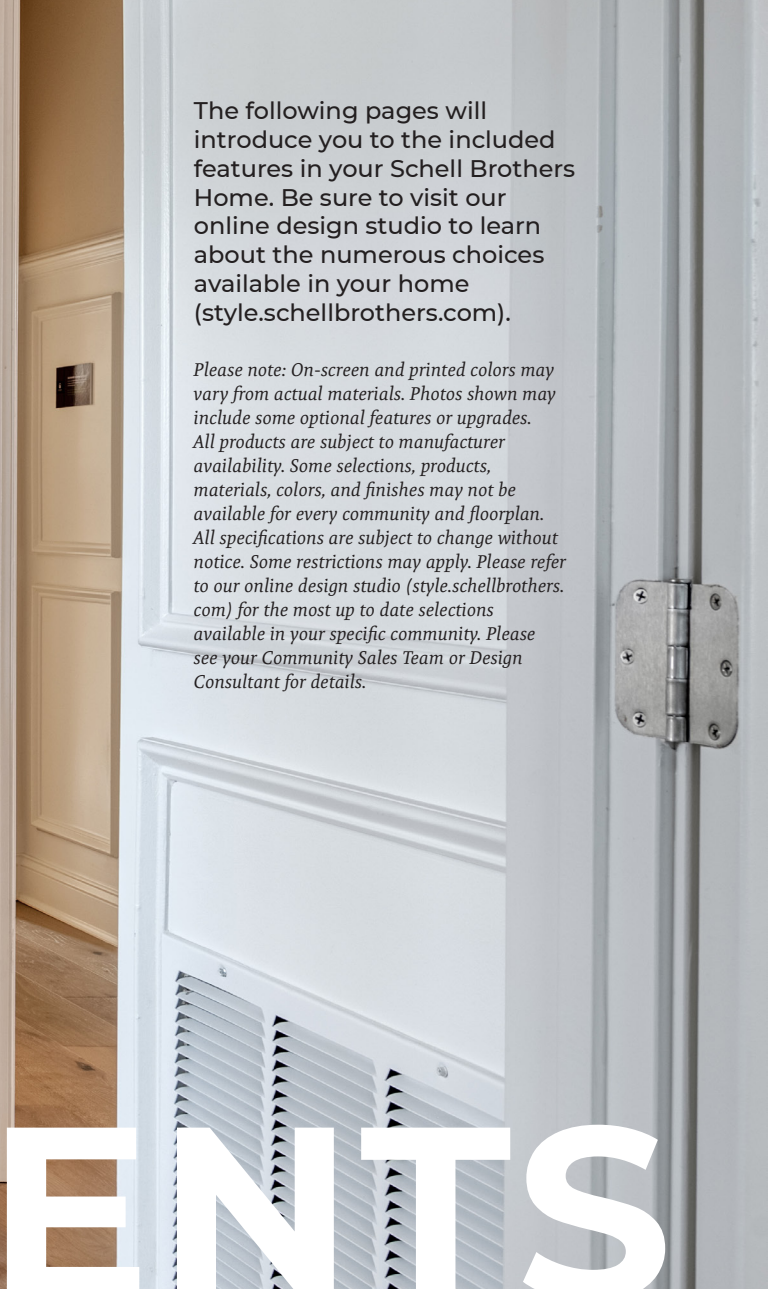 The following pages will
introduce you to the included
features in your Schell Brothers
Home. Be sure to visit our
online design studio to learn
about the numerous choices
available in your home
(style.schellbrothers.com).
Please note: On-screen and printed colors may
vary from actual materials. Photos shown may
include some optional features or upgrades.
All products are subject to manufacturer
availability. Some selections, products,
materials, colors, and finishes may not be
available for every community and floorplan.
All specifications are subject to change without
notice. Some restrictions may apply. Please refer
to our online design studio (style.schellbrothers.
com) for the most up to date selections
available in your specific community. Please
see your Community Sales Team or Design
Consultant for details.
ENTS